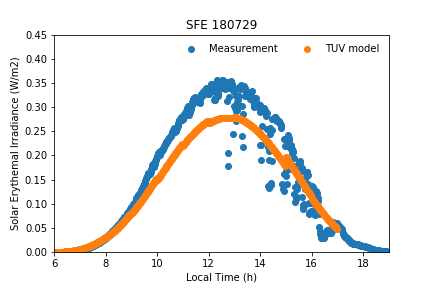 SFE 180729
Measurement TUV model
Solar Erythemal Irradiance (W/m2)
0.45
0.40
0.35
0.30
0.25
0.20
0.15
0.10
0.05
0.00
6 8 10 12 14 16 18
Local Time (h)